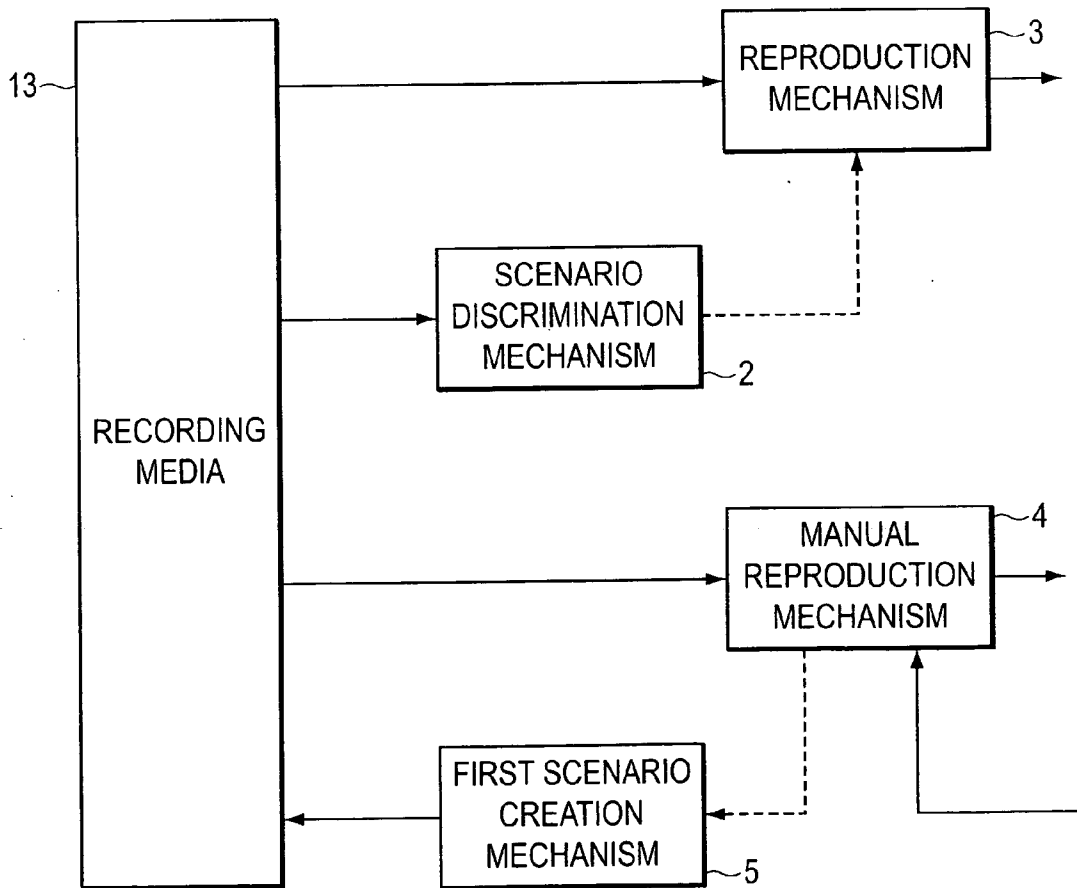 13
RECORDING
MEDIA
REPRODUCTION
MECHANISM
3
SCENARIO
DISCRIMINATION
MECHANISM
2
MANUAL
REPRODUCTION
MECHANISM
4
FIRST SCENARIO
CREATION
MECHANISM
5